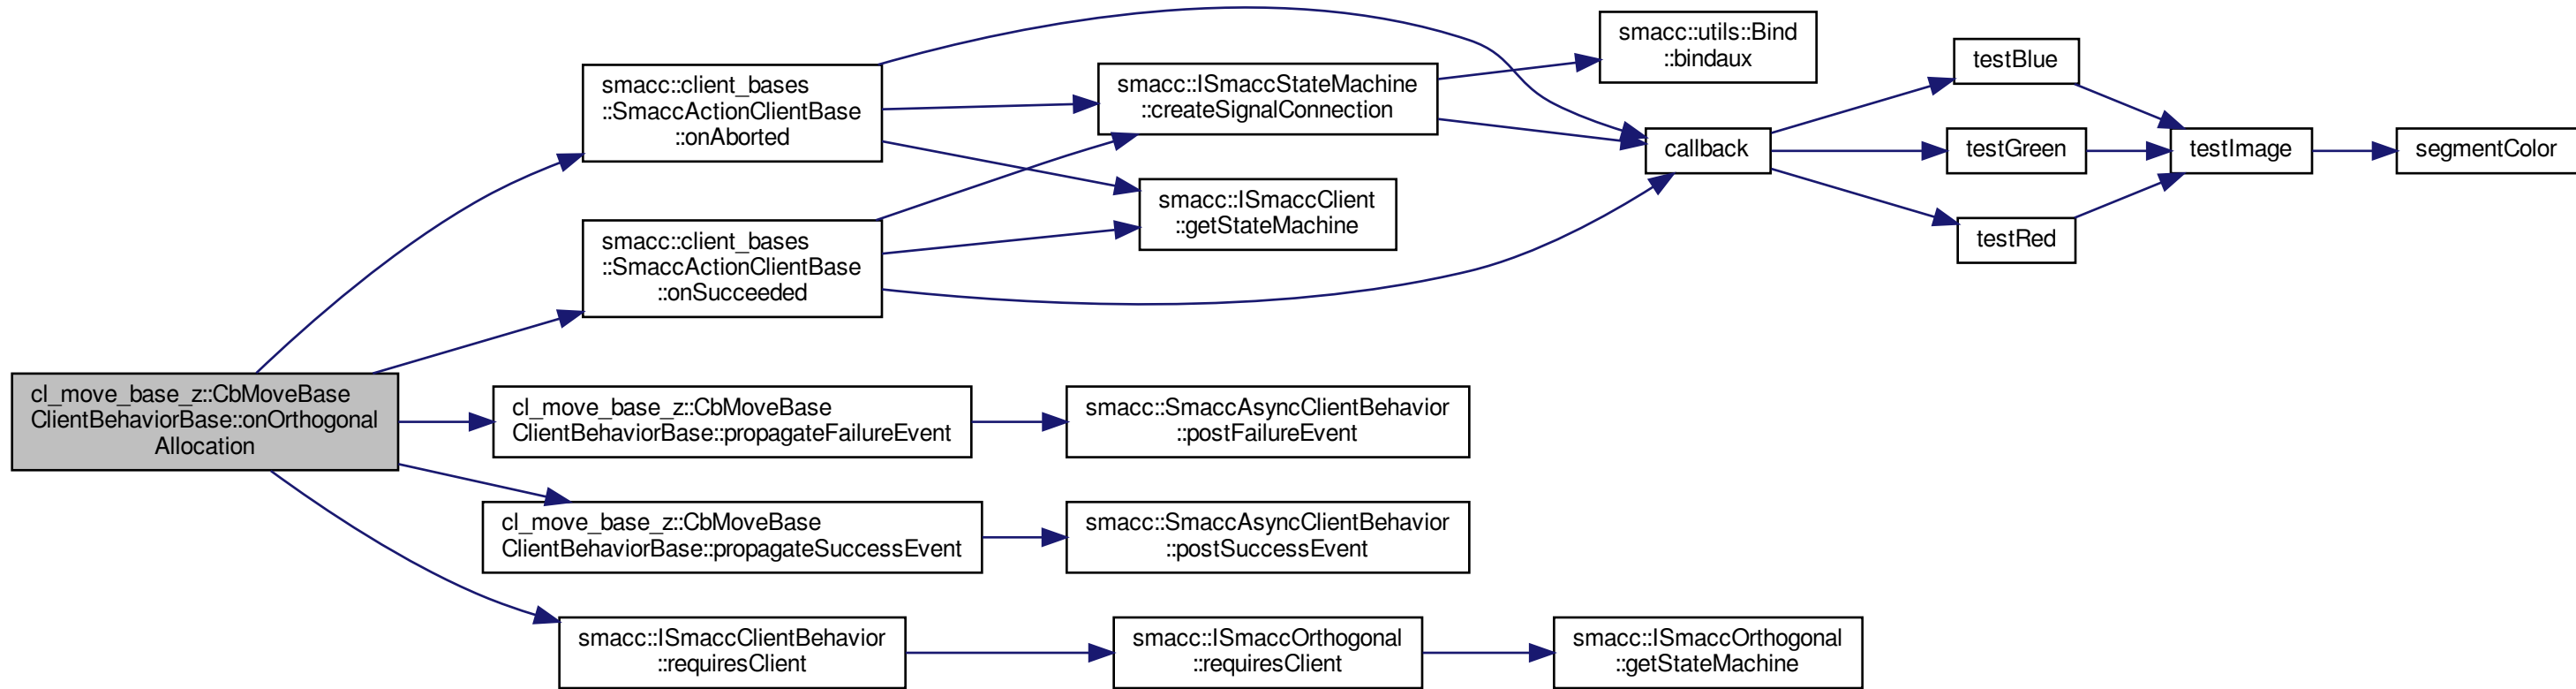 cl_move_base_z::CbMoveBase
ClientBehaviorBase::onOrthogonal
Allocation
smacc::client_bases
::SmaccActionClientBase
::onAborted
smacc::client_bases
::SmaccActionClientBase
::onSucceeded
cl_move_base_z::CbMoveBase
ClientBehaviorBase::propagateFailureEvent
cl_move_base_z::CbMoveBase
ClientBehaviorBase::propagateSuccessEvent
smacc::ISmaccClientBehavior
::requiresClient
smacc::ISmaccStateMachine
::createSignalConnection
smacc::ISmaccClient
::getStateMachine
smacc::SmaccAsyncClientBehavior
::postFailureEvent
smacc::SmaccAsyncClientBehavior
::postSuccessEvent
smacc::ISmaccOrthogonal
::requiresClient
smacc::utils::Bind
::bindaux
callback
smacc::ISmaccOrthogonal
::getStateMachine
testBlue
testGreen
testRed
testImage
segmentColor